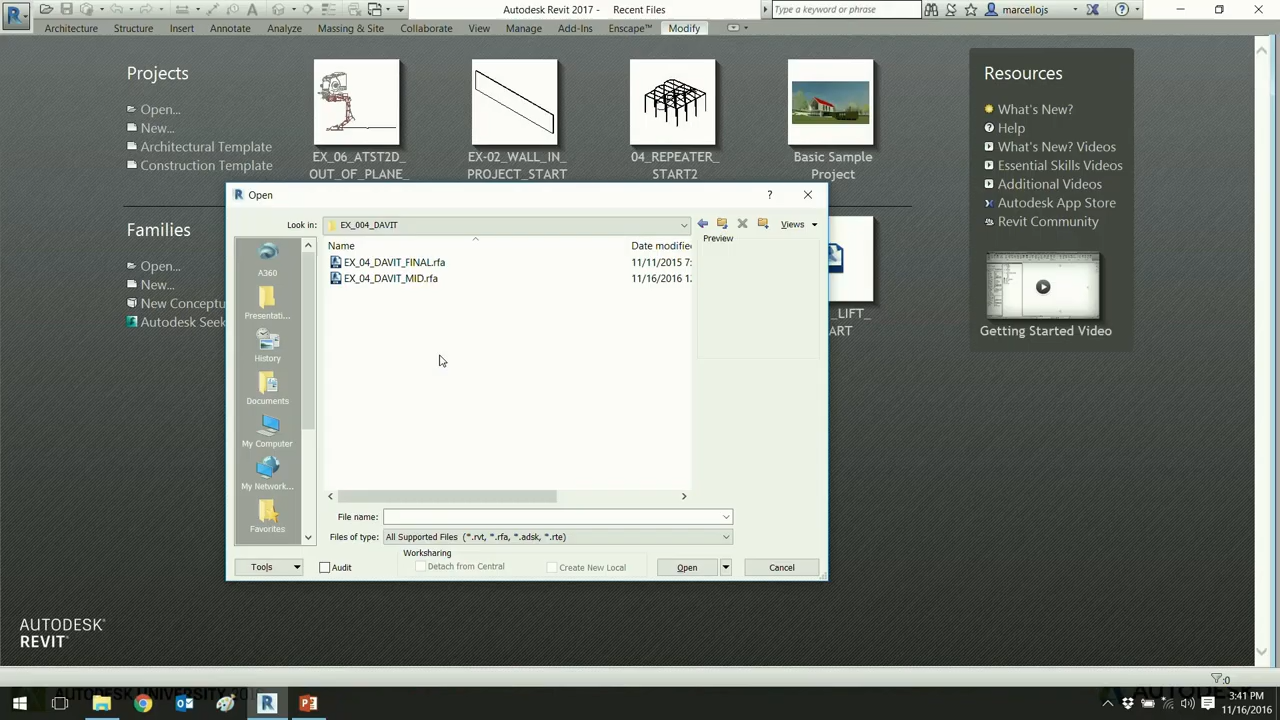 Autodesk Revit 2017 - Recent Files
Type a keyword or phrase
marcellojs
Architecture Structure Insert Annotate Analyze Massing & Site Collaborate View Manage Add-Ins Enscape™ Modify
Projects
Open...
New...
Architectural Template
Construction Template
EX_06_ATST2D_
OUT_OF_PLANE_
EX-02_WALL_IN_
PROJECT_START
04_REPEATER_
START2
Basic Sample
Project
Resources
What's New?
Help
What's New? Videos
Essential Skills Videos
Additional Videos
Autodesk App Store
Revit Community
Getting Started Video
Families
Open...
New...
New Conceptu
Autodesk Seek
_LIFT_
ART
Open
Look in:
EX_004_DAVIT
Views
Preview
Name
Date modified
EX_04_DAVIT_FINAL.rfa
11/11/2015 7:
EX_04_DAVIT_MID.rfa
11/16/2016 1.
A360
Presentati...
History
Documents
My Computer
My Network...
Favorites
File name:
Files of type:
All Supported Files (*.rvt, *.rfa, *.adsk, *.rte)
Worksharing
Tools
Audit
Detach from Central
Create New Local
Open
Cancel
AUTODESK
REVIT
:0
AUTODESK UNIVERSITY
3:41 PM
11/16/2016